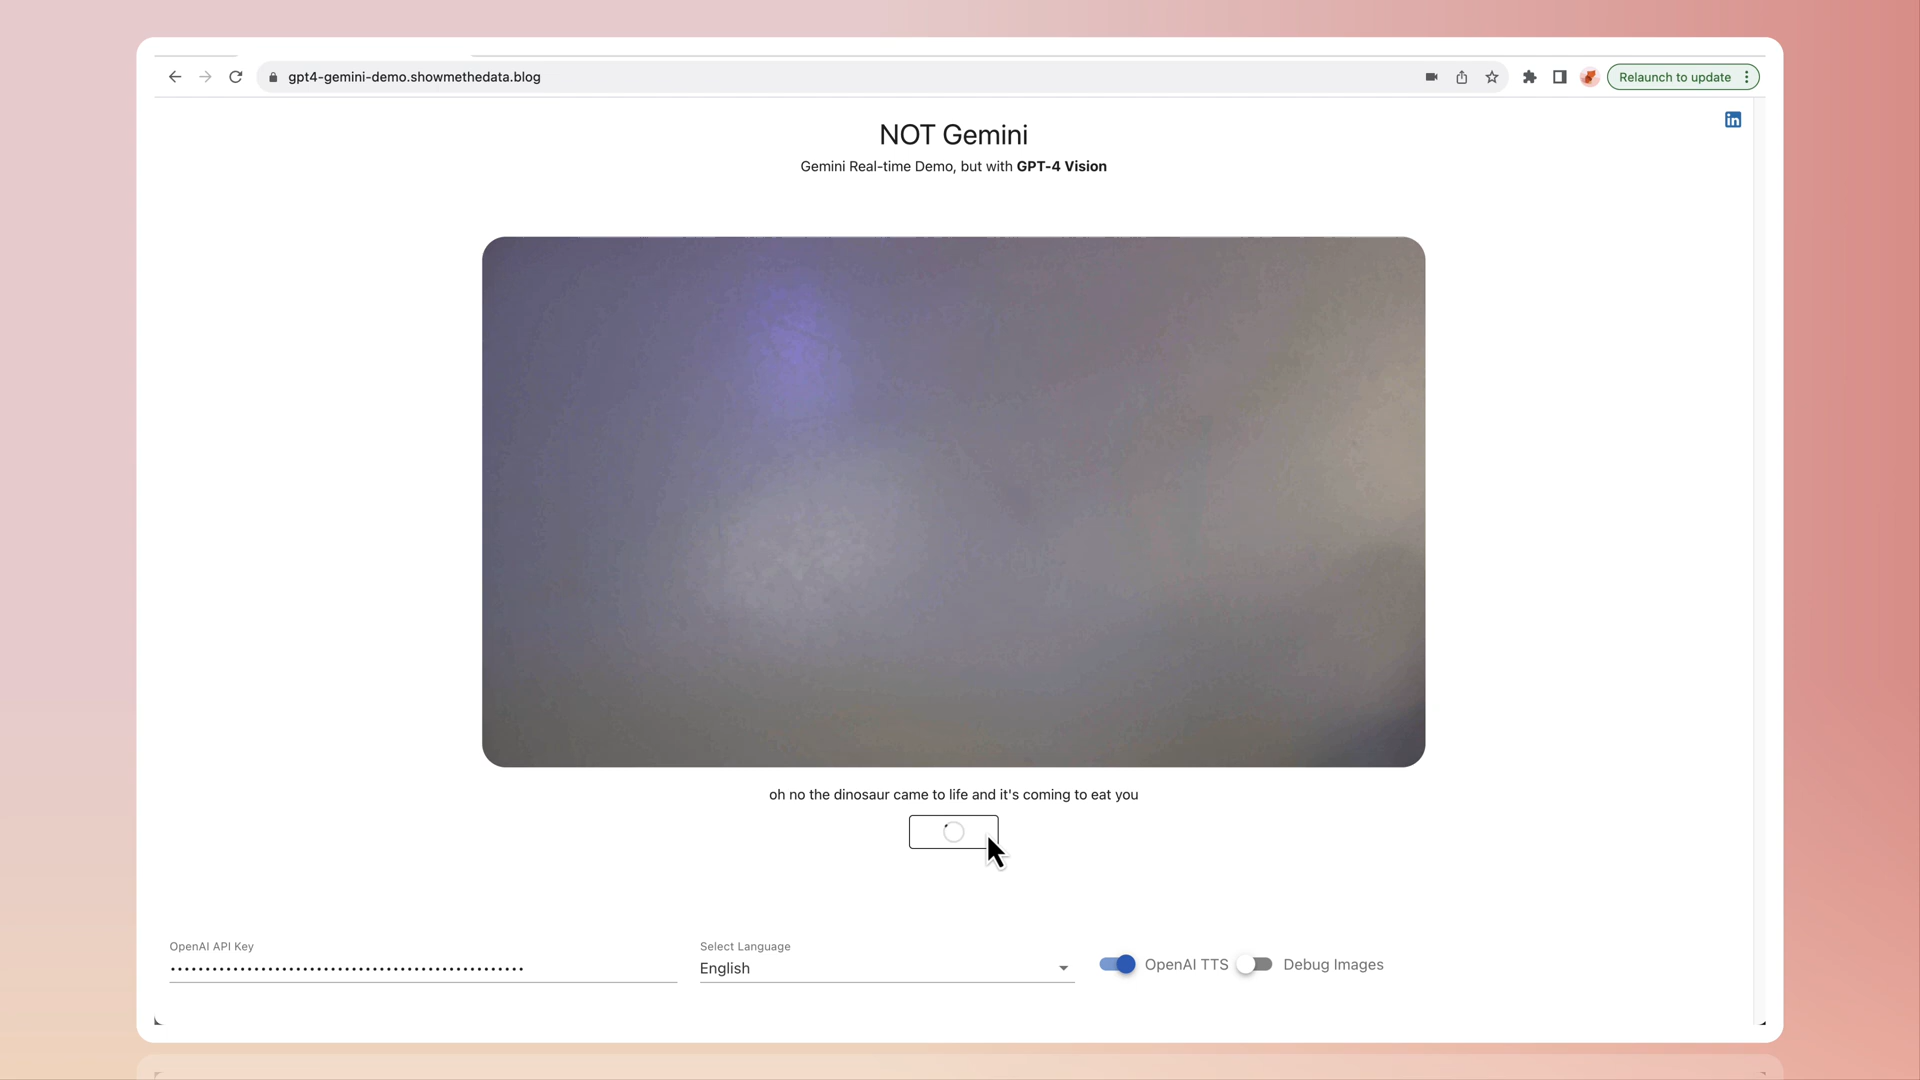 gpt4-gemini-demo.showmethedata.blog
Relaunch to update
in
NOT Gemini
Gemini Real-time Demo, but with GPT-4 Vision
oh no the dinosaur came to life and it's coming to eat you
OpenAI API Key
Select Language
English
OpenAI TTS
Debug Images